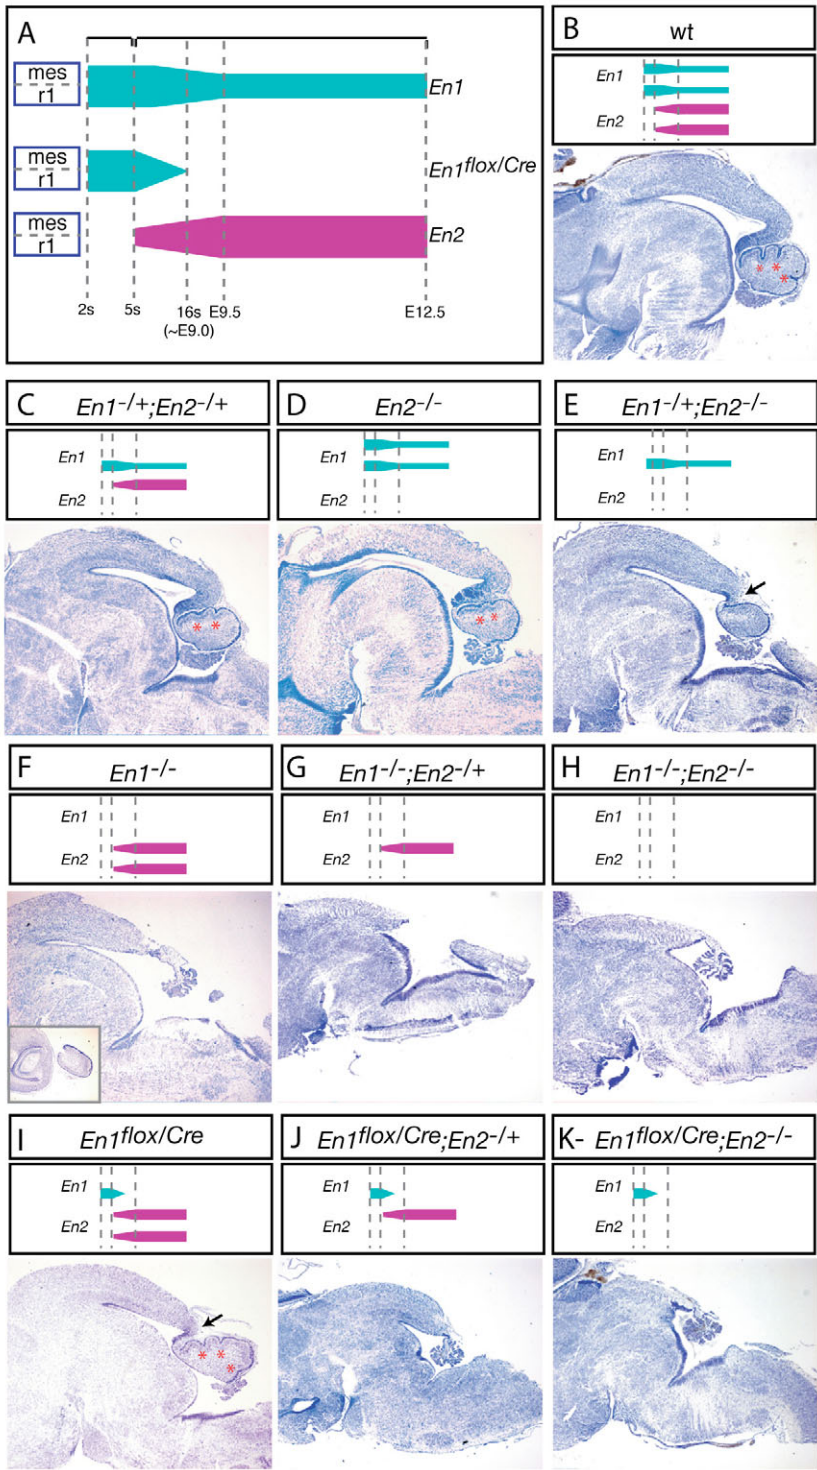 A
mes
r1
En1
mes
r1
En1flox/Cre
mes
r1
En2
2s 5s 16s E9.5 E12.5
(~E9.0)
B wt
En1
En2
* * *
C En1-/+;En2-/+
En1
En2
* *
D En2-/-
En1
En2
* *
E En1-/+;En2-/-
En1
En2
F En1-/-
En1
En2
G En1-/-;En2-/+
En1
En2
H En1-/-;En2-/-
En1
En2
I En1flox/Cre
En1
En2
* * *
J En1flox/Cre;En2-/+
En1
En2
K- En1flox/Cre;En2-/-
En1
En2